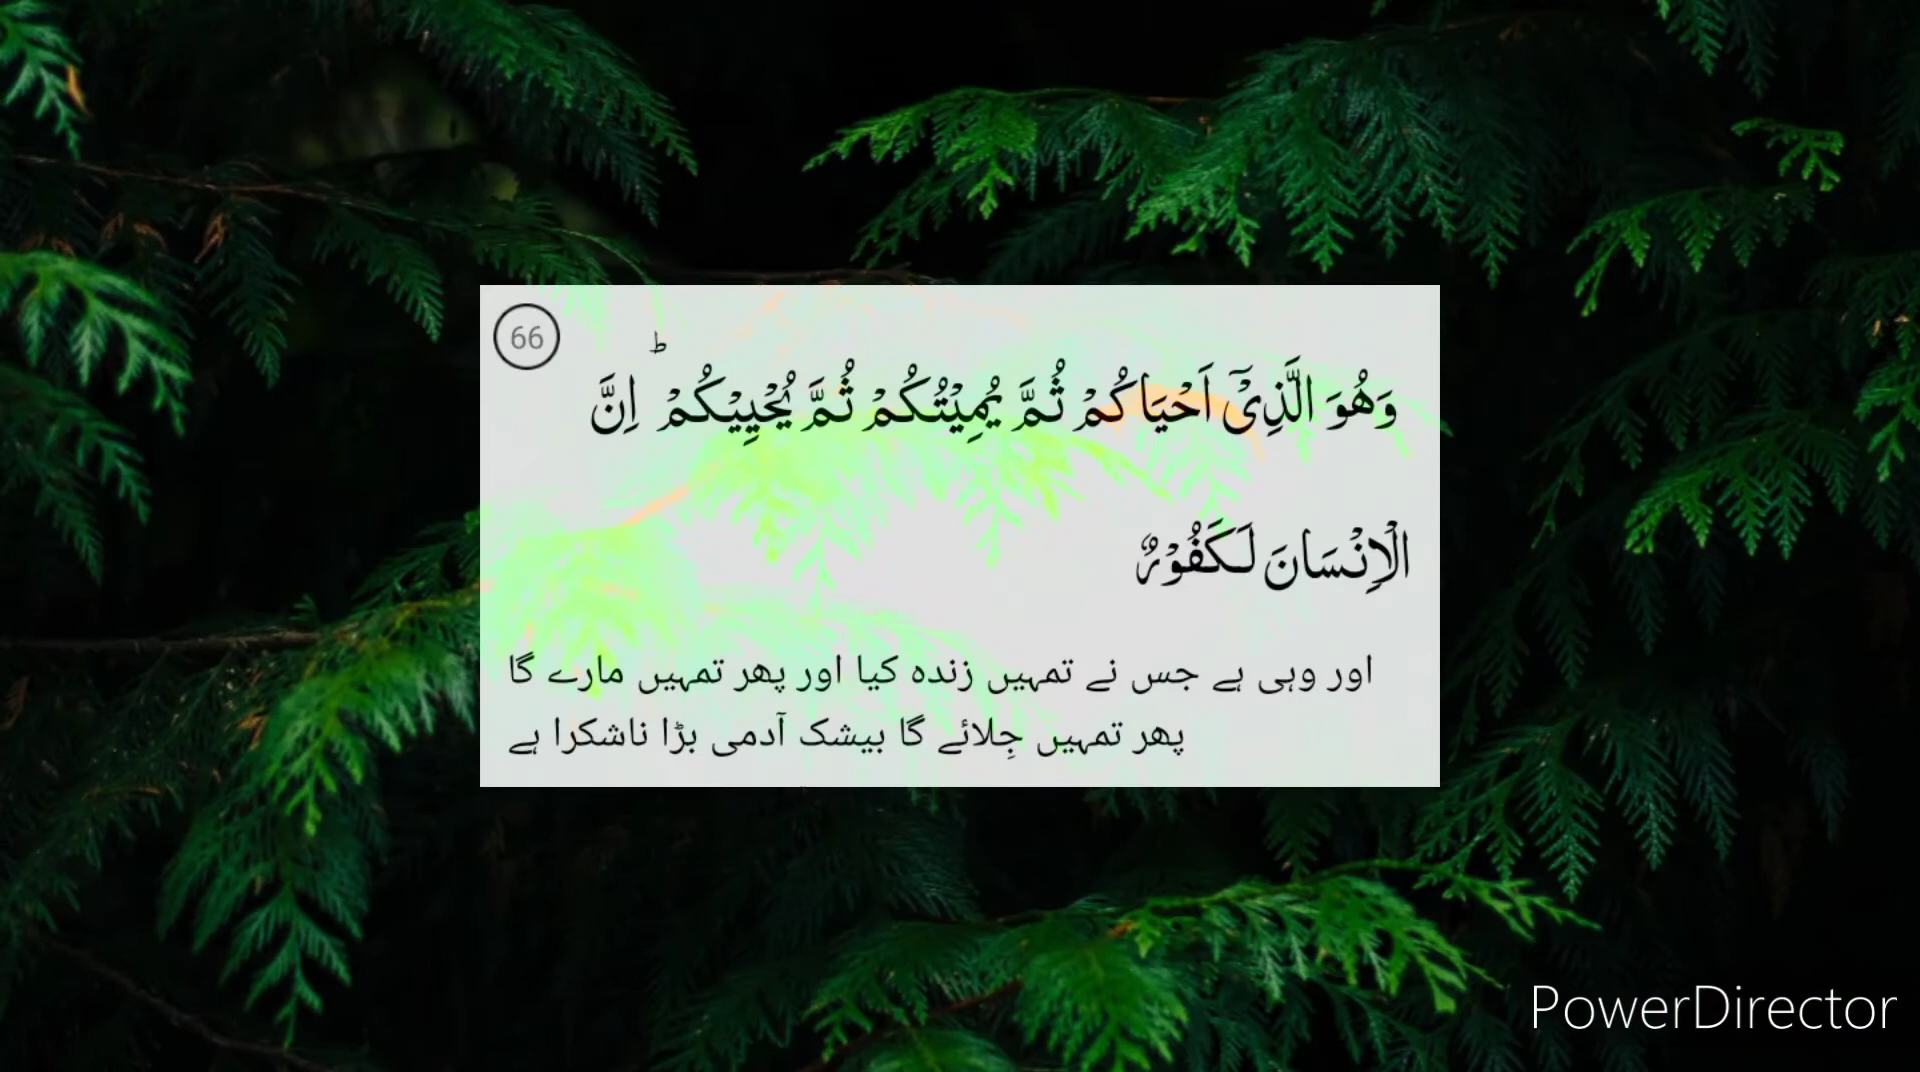 66
وَهُوَ الَّذِىْۤ اَحْيَاكُمْ ثُمَّ يُمِيْتُكُمْ ثُمَّ يُحْيِيْكُمْ ؕ اِنَّ
الْاِنْسَانَ لَـكَفُوْرٌ
اور وہی ہے جس نے تمہیں زندہ کیا اور پھر تمہیں مارے گا
پھر تمہیں جِلائے گا بیشک آدمی بڑا ناشکرا ہے
PowerDirector